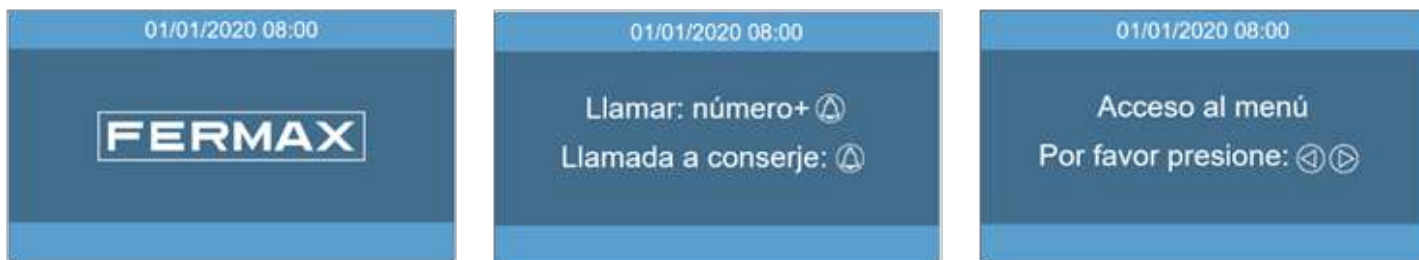 01/01/2020 08:00
FERMAX
01/01/2020 08:00
Llamar: número+
Llamada a conserje:
01/01/2020 08:00
Acceso al menú
Por favor presione: